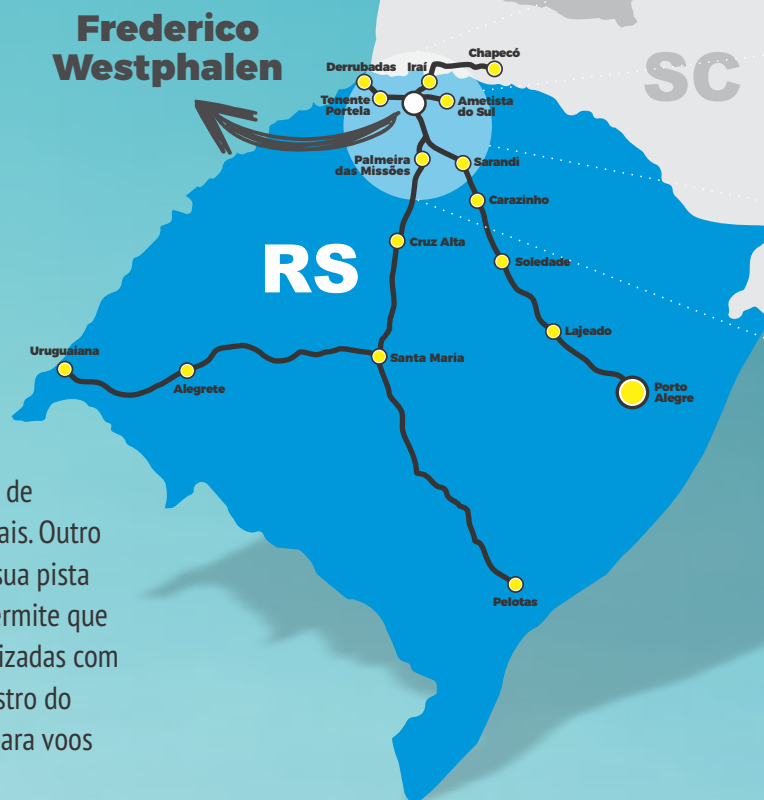 Frederico
Westphalen
SC
Chapecó
Derrubadas
Iraí
Tenente
Portela
Ametista
do Sul
Palmeira
das Missões
Sarandi
Carazinho
Cruz Alta
RS
Soledade
Lajeado
Uruguaiana
Santa Maria
Alegrete
Porto
Alegre
Pelotas
de
ais. Outro
sua pista
ermite que
izadas com
stro do
ara voos